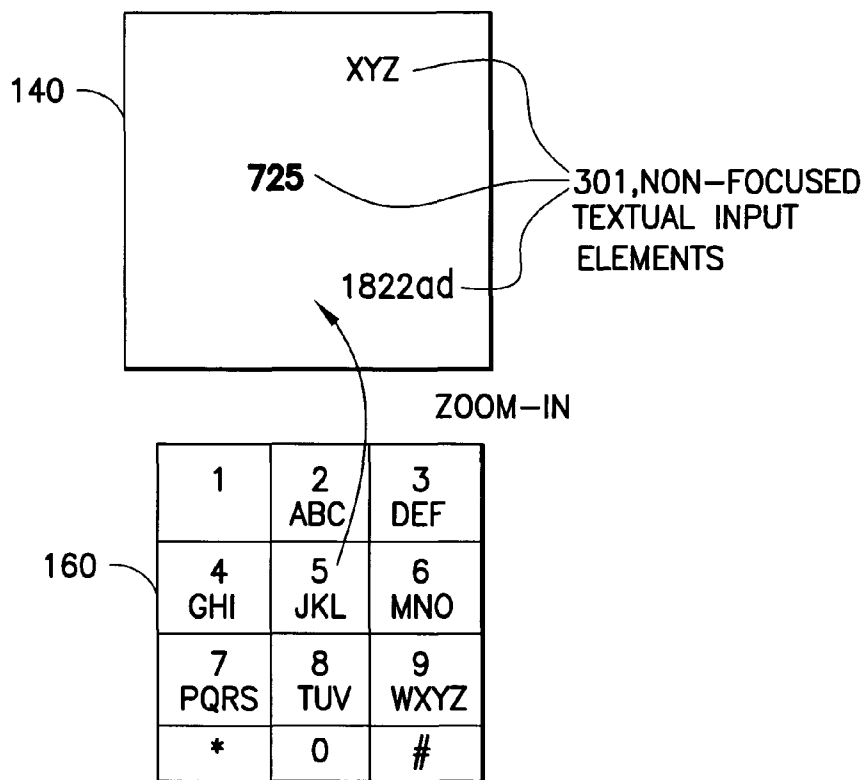 XYZ
140
725
301,NON-FOCUSED
TEXTUAL INPUT
ELEMENTS
1822ad
ZOOM-IN
1 2 3
ABC DEF
160
4 5 6
GHI JKL MNO
7 8 9
PQRS TUV WXYZ
* 0 #